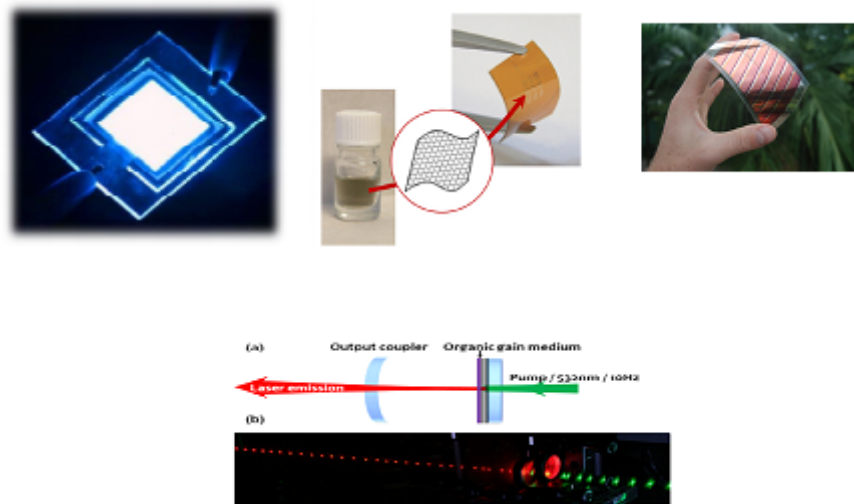 (a)
Output coupler
Organic gain medium
Laser emission
Pump / 532nm / 10Hz
(b)